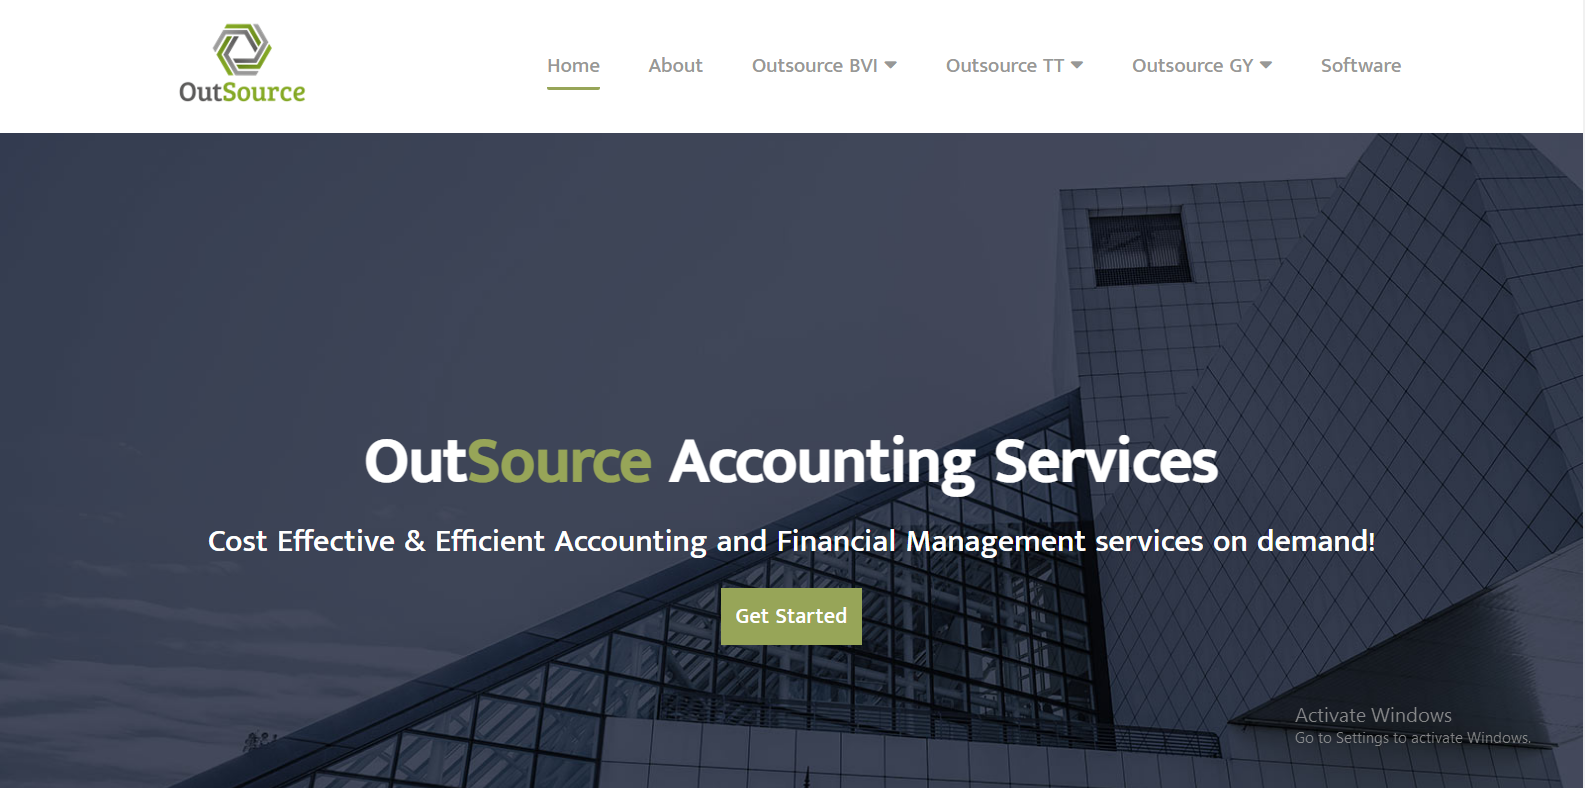 OutSource
Home About Outsource BVI Outsource TT Outsource GY Software
OutSource Accounting Services
Cost Effective & Efficient Accounting and Financial Management services on demand!
Get Started
Activate Windows
Go to Settings to activate Windows.